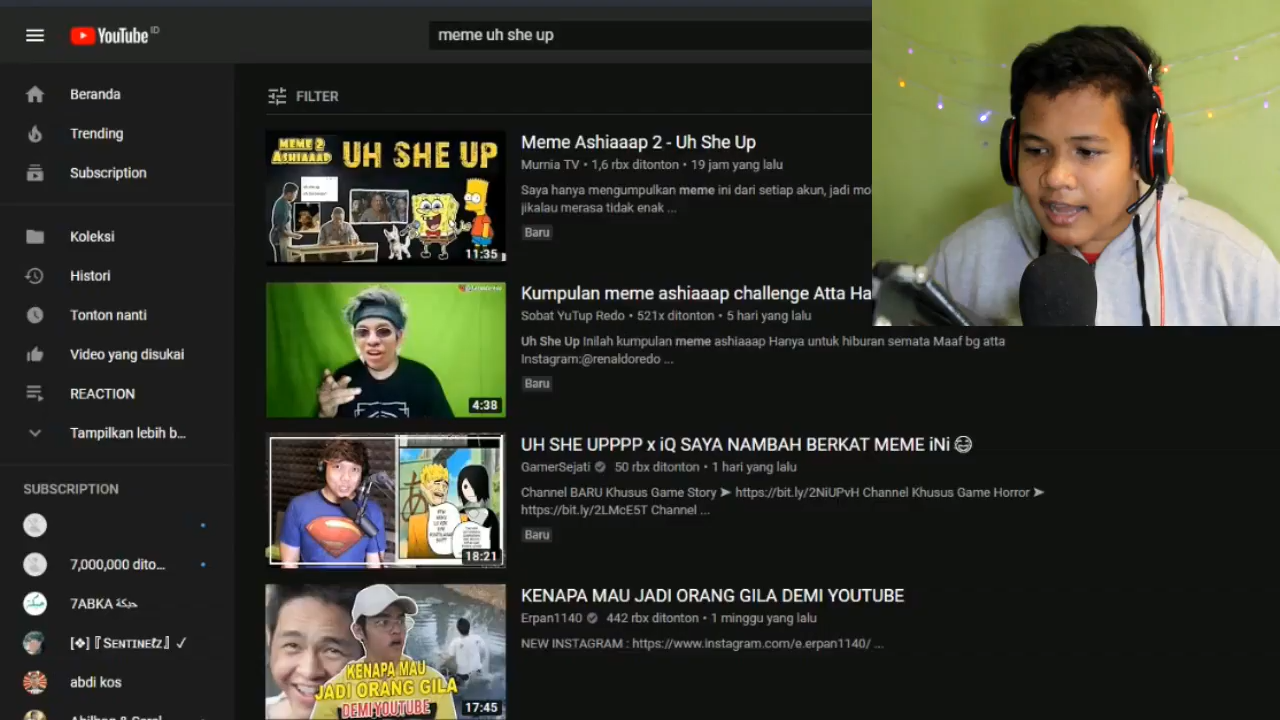 YouTube ID
meme uh she up
Beranda
Trending
Subscription
Koleksi
Histori
Tonton nanti
Video yang disukai
REACTION
Tampilkan lebih b...
SUBSCRIPTION
7,000,000 dito...
7ABKA حبكة
[❖]『Sᴇɴᴛɪɴᴇℓz』✓
abdi kos
FILTER
MEME 2
ASHIAAAP
UH SHE UP
11:35
Meme Ashiaaap 2 - Uh She Up
Murnia TV • 1,6 rbx ditonton • 19 jam yang lalu
Saya hanya mengumpulkan meme ini dari setiap akun, jadi mo
jikalau merasa tidak enak ...
Baru
4:38
Kumpulan meme ashiaaap challenge Atta Ha
Sobat YuTup Redo • 521x ditonton • 5 hari yang lalu
Uh She Up Inilah kumpulan meme ashiaaap Hanya untuk hiburan semata Maaf bg atta
Instagram:@renaldoredo ...
Baru
18:21
UH SHE UPPPP x iQ SAYA NAMBAH BERKAT MEME iNi 😂
GamerSejati ✓ 50 rbx ditonton • 1 hari yang lalu
Channel BARU Khusus Game Story ➤ https://bit.ly/2NiUPvH Channel Khusus Game Horror ➤
https://bit.ly/2LMcE5T Channel ...
Baru
KENAPA MAU
JADI ORANG GILA
DEMI YOUTUBE
17:45
KENAPA MAU JADI ORANG GILA DEMI YOUTUBE
Erpan1140 ✓ 442 rbx ditonton • 1 minggu yang lalu
NEW INSTAGRAM : https://www.instagram.com/e.erpan1140/ ...